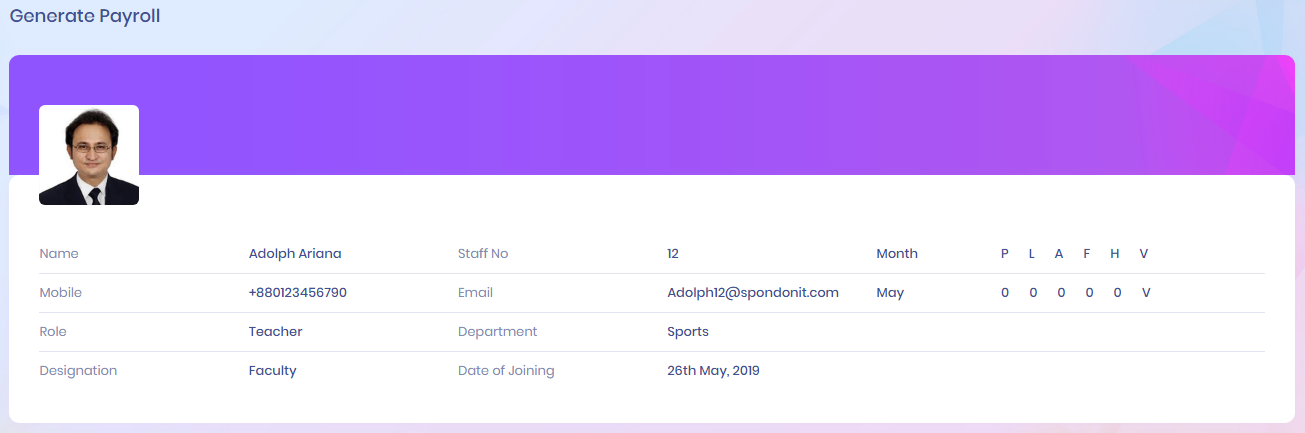 Generate Payroll
Name Adolph Ariana Staff No 12 Month P L A F H V
Mobile +880123456790 Email Adolph12@spondonit.com May 0 0 0 0 0 V
Role Teacher Department Sports
Designation Faculty Date of Joining 26th May, 2019